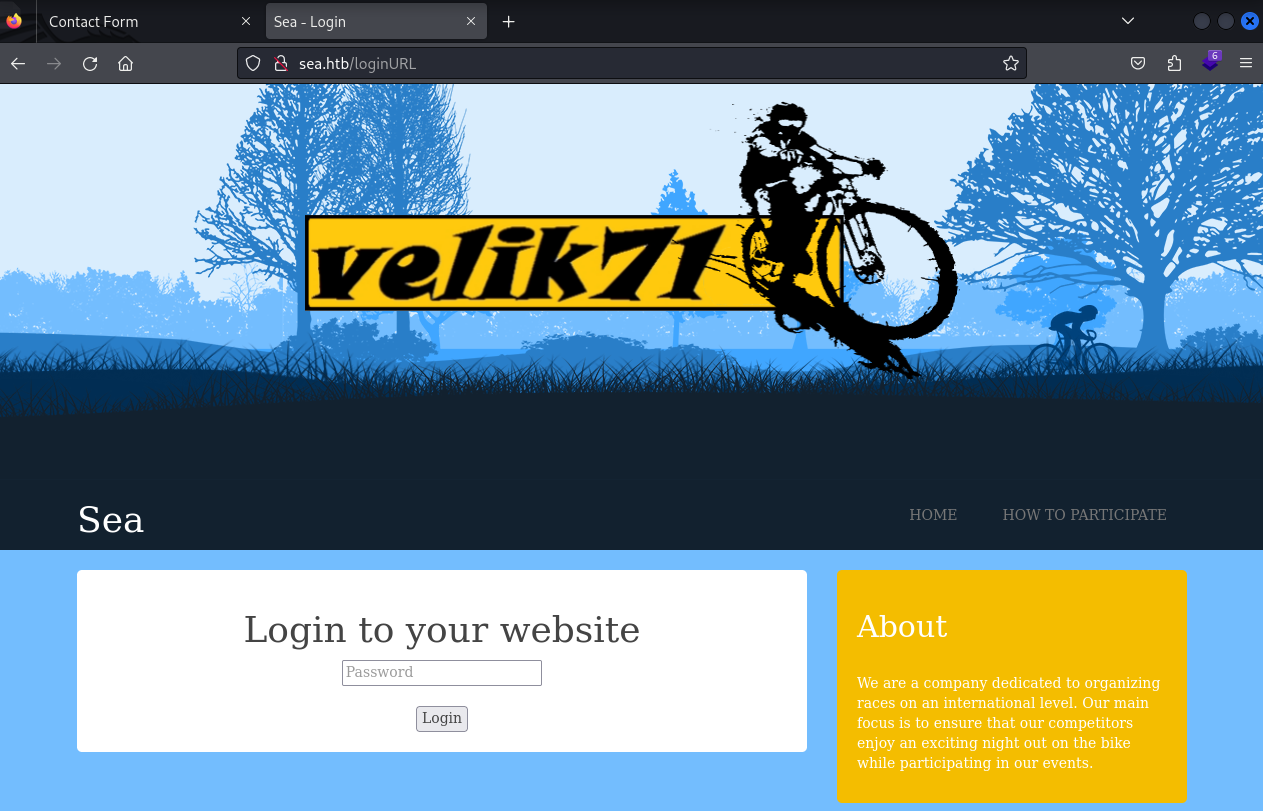 Contact Form
Sea - Login
sea.htb/loginURL
6
velik71
Sea
HOME
HOW TO PARTICIPATE
Login to your website
Password
Login
About
We are a company dedicated to organizing
races on an international level. Our main
focus is to ensure that our competitors
enjoy an exciting night out on the bike
while participating in our events.